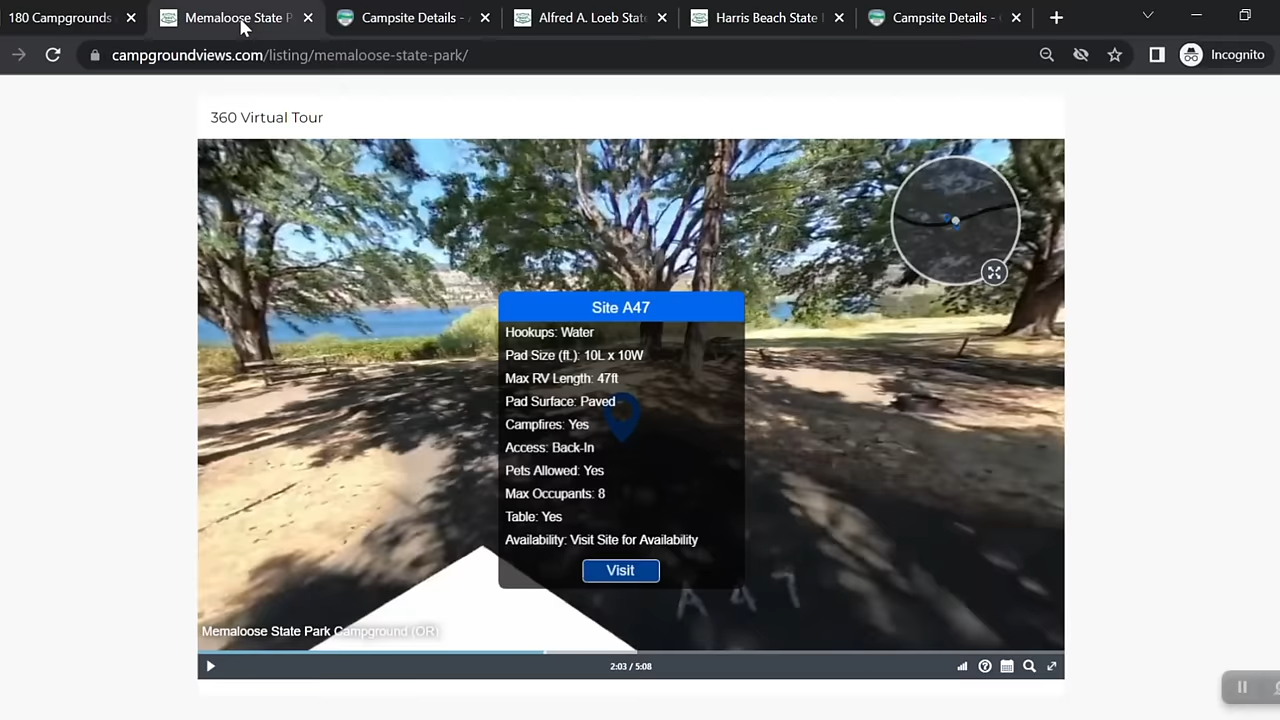 180 Campgrounds
Memaloose State P
Campsite Details -
Alfred A. Loeb State
Harris Beach State
Campsite Details -
campgroundviews.com/listing/memaloose-state-park/
Incognito
360 Virtual Tour
Site A47
Hookups: Water
Pad Size (ft.): 10L x 10W
Max RV Length: 47ft
Pad Surface: Paved
Campfires: Yes
Access: Back-In
Pets Allowed: Yes
Max Occupants: 8
Table: Yes
Availability: Visit Site for Availability
Visit
A47
Memaloose State Park Campground (OR)
2:03 / 5:08